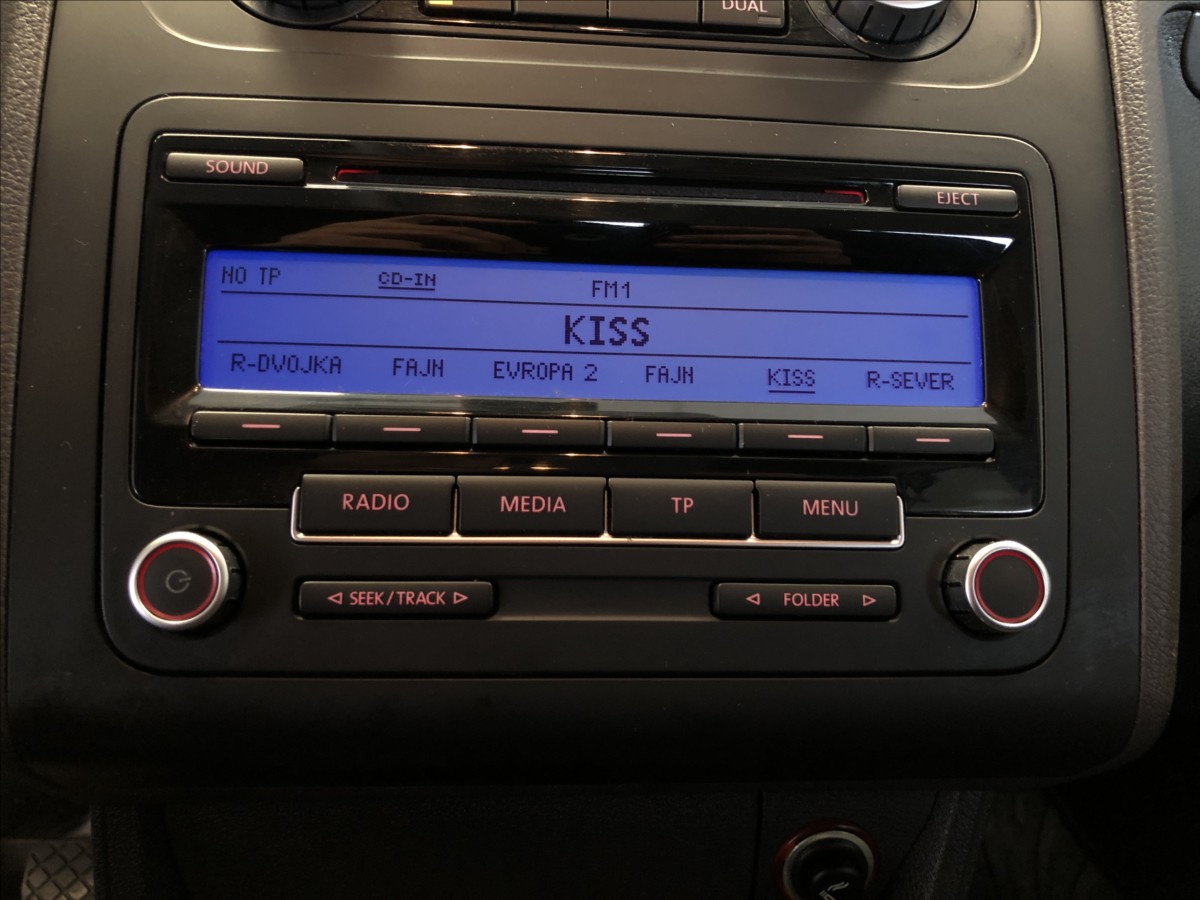 DUAL
SOUND
EJECT
NO TP CD-IN FM1
KISS
R-DVOJKA FAJN EVROPA 2 FAJN KISS R-SEVER
RADIO MEDIA TP MENU
SEEK/TRACK FOLDER